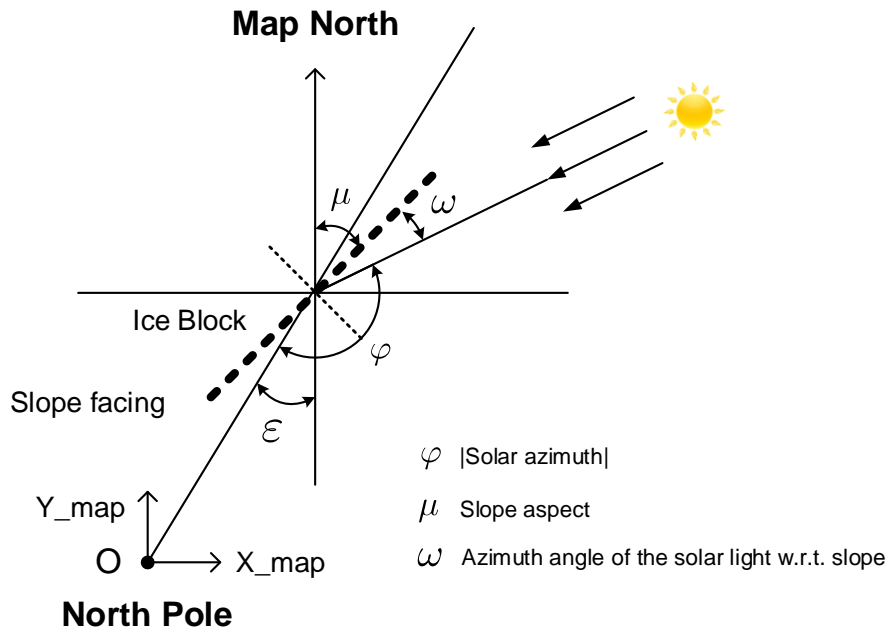 Map North
μ
ω
Ice Block
φ
Slope facing
ε
φ |Solar azimuth|
Y_map
μ Slope aspect
O
X_map
ω Azimuth angle of the solar light w.r.t. slope
North Pole